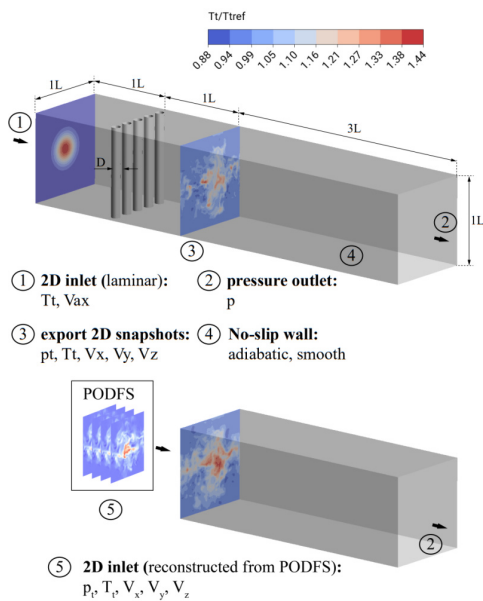 Tt/Ttref
0.88 0.94 0.99 1.05 1.10 1.16 1.21 1.27 1.33 1.38 1.44
1L 1L 1L 3L
1
D
1L
2
3 4
1 2D inlet (laminar): 2 pressure outlet:
Tt, Vax p
3 export 2D snapshots: 4 No-slip wall:
pt, Tt, Vx, Vy, Vz adiabatic, smooth
PODFS
5
2
5 2D inlet (reconstructed from PODFS):
pt, Tt, Vx, Vy, Vz